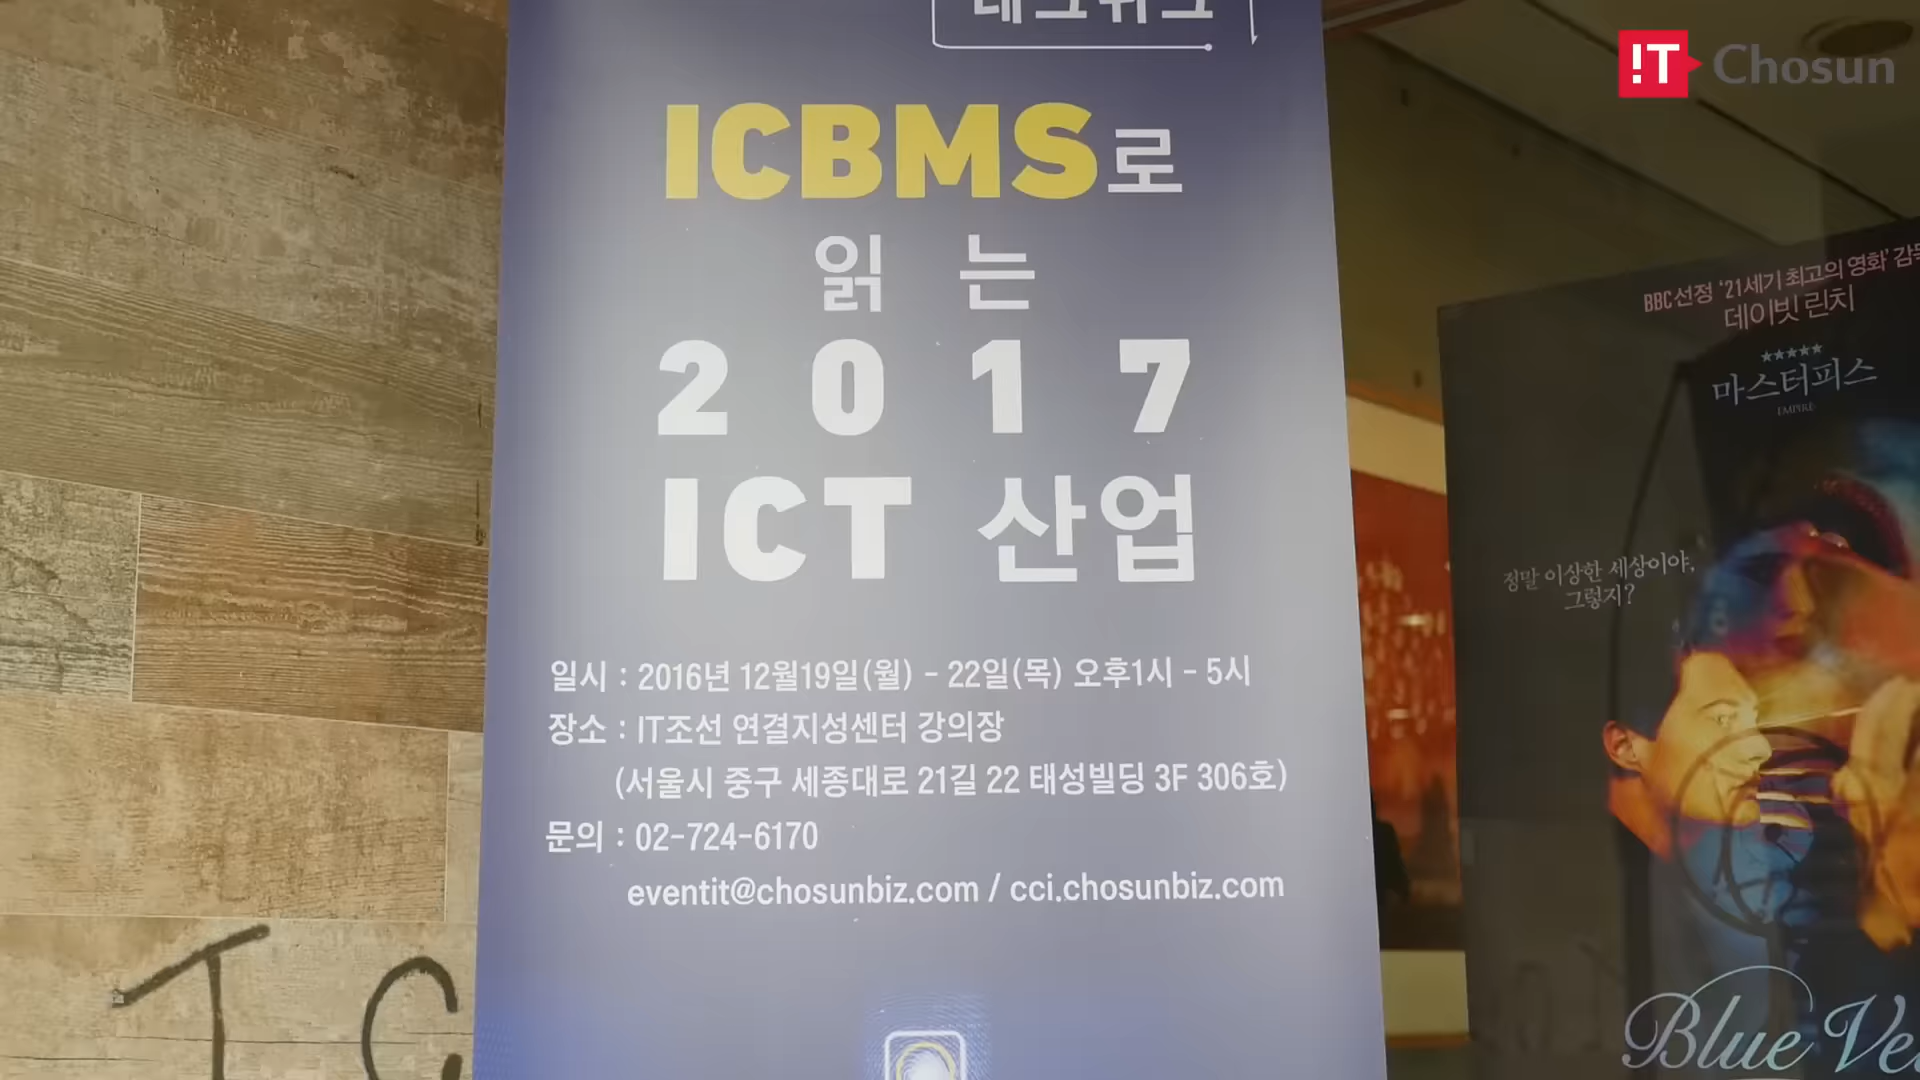 테크위크
ICBMS로
읽는
2017
ICT 산업
일시 : 2016년 12월19일(월) - 22일(목) 오후1시 - 5시
장소 : IT조선 연결지성센터 강의장
(서울시 중구 세종대로 21길 22 태성빌딩 3F 306호)
문의 : 02-724-6170
eventit@chosunbiz.com / cci.chosunbiz.com
IT Chosun
BBC선정 '21세기 최고의 영화'
데이빗 린치
★★★★★
마스터피스
EMPIRE
정말 이상한 세상이야,
그렇지?
Blue